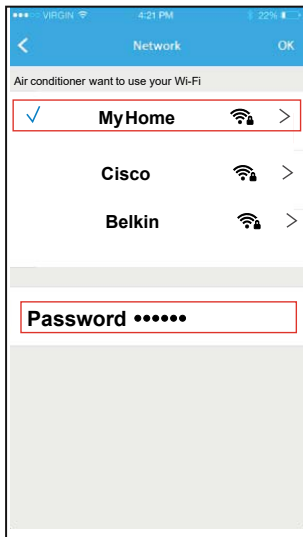 ●●●○○ VIRGIN 4:21 PM 22%
Network OK
Air conditioner want to use your Wi-Fi
MyHome
Cisco
Belkin
Password ••••••